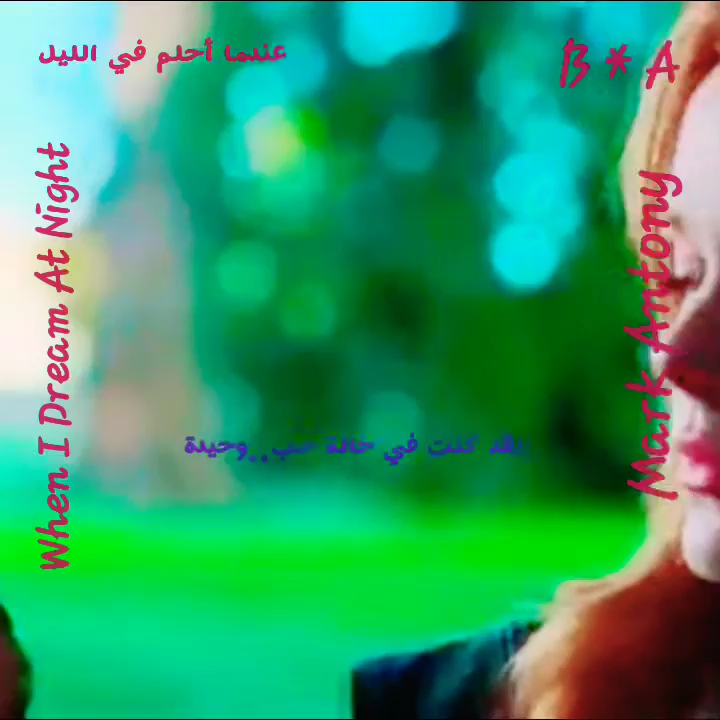 عندما أحلم في الليل
B * A
When I Dream At Night
Mark Antony
لقد كنت في حالة حب..وحيدة